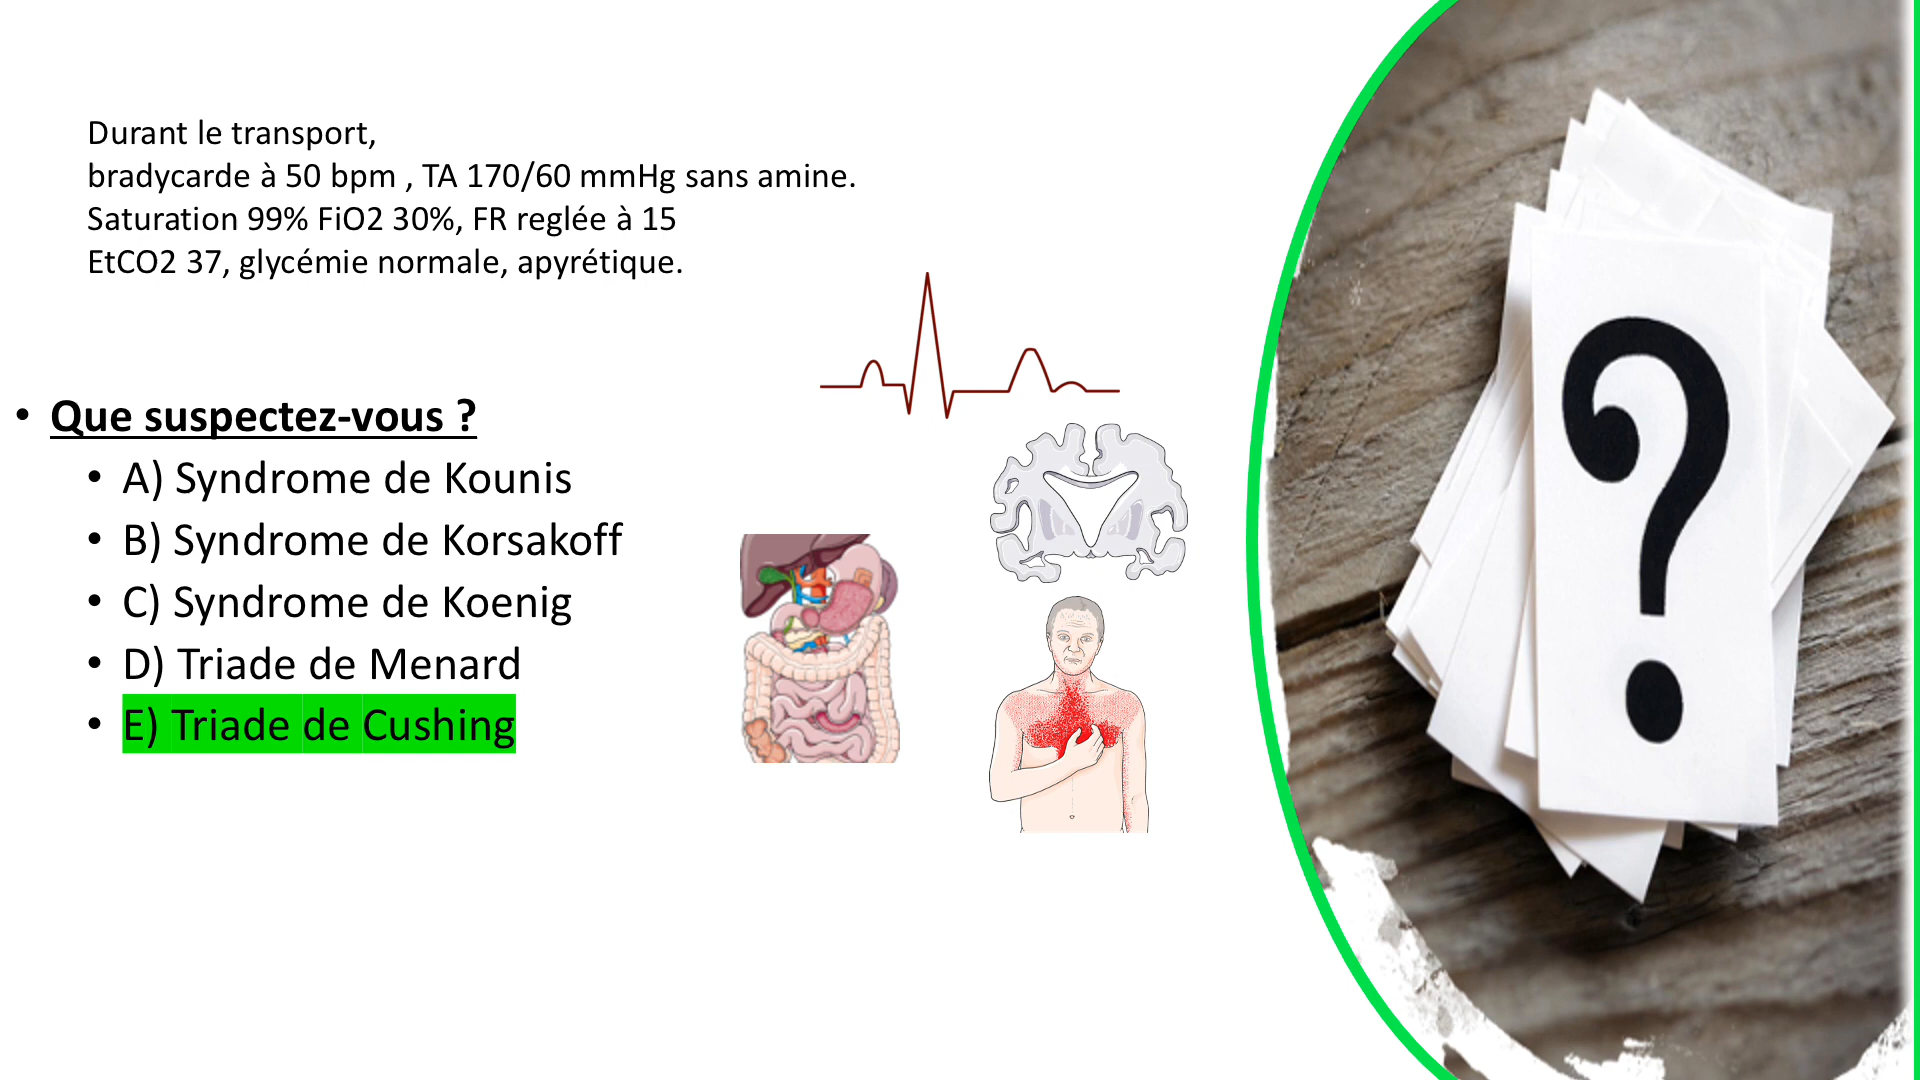 Durant le transport,
bradycarde à 50 bpm , TA 170/60 mmHg sans amine.
Saturation 99% FiO2 30%, FR reglée à 15
EtCO2 37, glycémie normale, apyrétique.
• Que suspectez-vous ?
• A) Syndrome de Kounis
• B) Syndrome de Korsakoff
• C) Syndrome de Koenig
• D) Triade de Menard
• E) Triade de Cushing
?